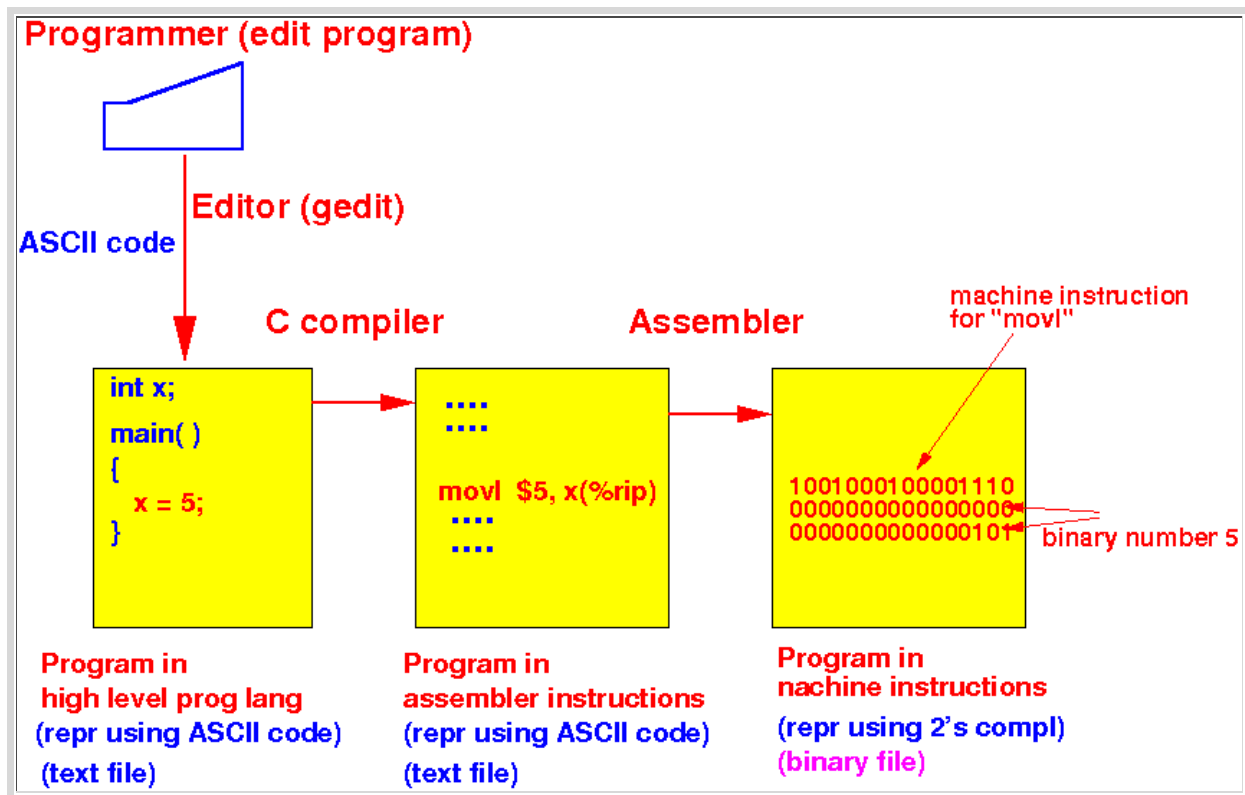 Programmer (edit program)
Editor (gedit)
ASCII code
C compiler
Assembler
machine instruction
for "movl"
int x;
main( )
{
x = 5;
}
....
....
movl $5, x(%rip)
....
....
1001000100001110
0000000000000000
0000000000000101
binary number 5
Program in
high level prog lang
(repr using ASCII code)
(text file)
Program in
assembler instructions
(repr using ASCII code)
(text file)
Program in
nachine instructions
(repr using 2's compl)
(binary file)